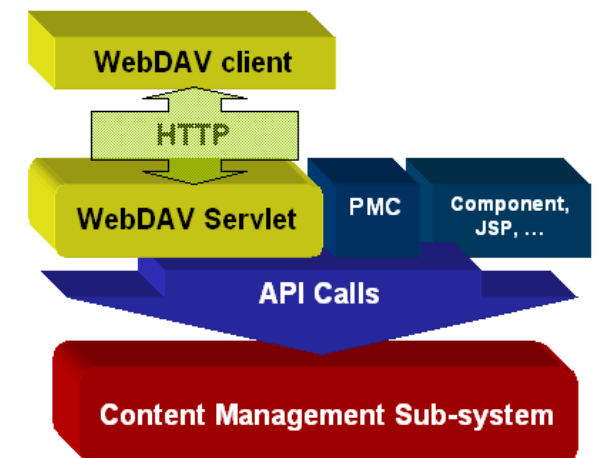 WebDAV client
HTTP
WebDAV Servlet
PMC
Component,
JSP, ...
API Calls
Content Management Sub-system